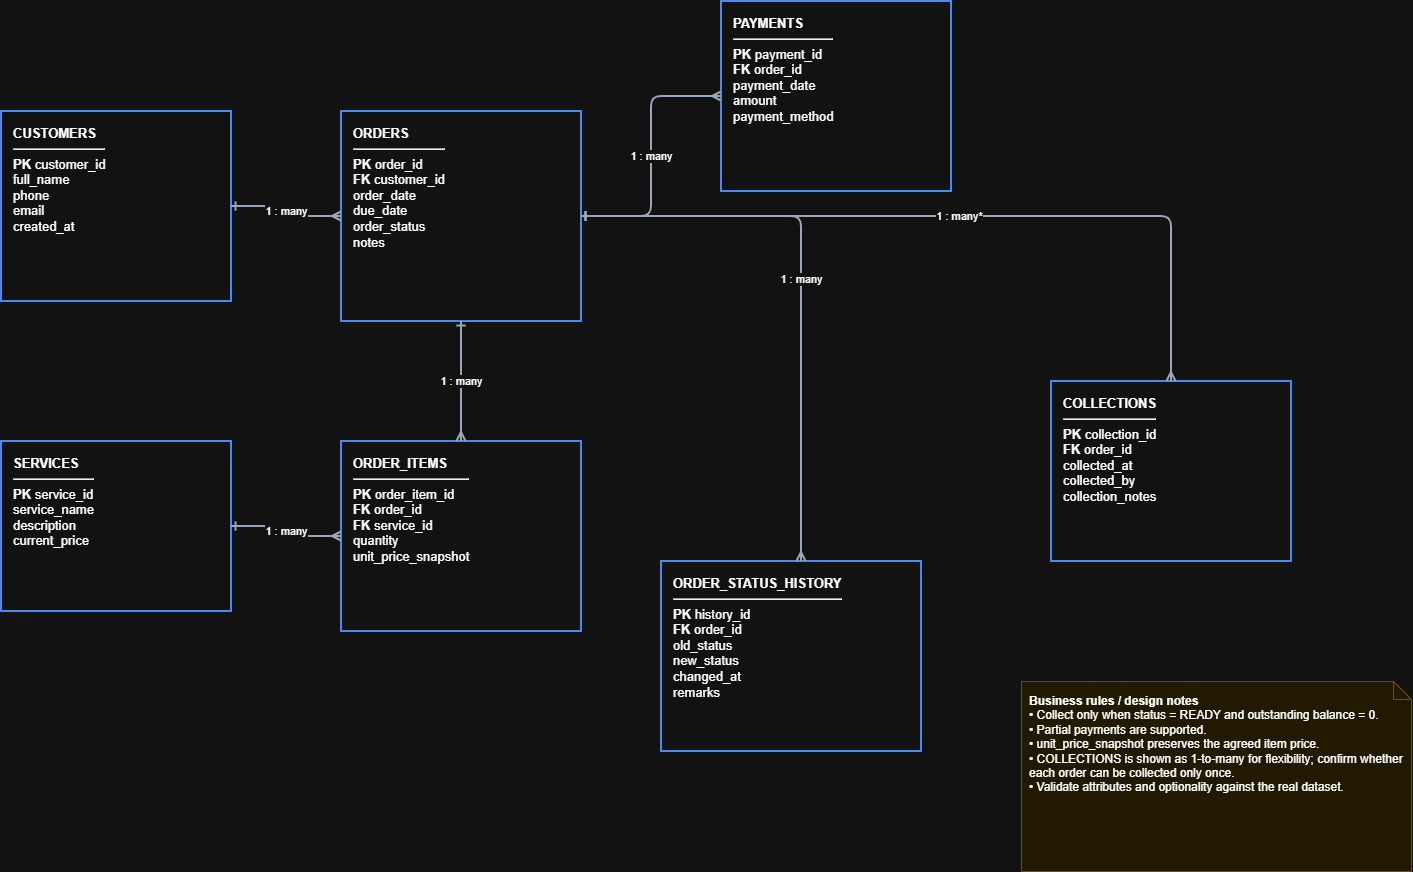 PAYMENTS
PK payment_id
FK order_id
payment_date
amount
payment_method
CUSTOMERS
PK customer_id
full_name
phone
email
created_at
1 : many
ORDERS
PK order_id
FK customer_id
order_date
due_date
order_status
notes
1 : many
1 : many*
1 : many
1 : many
SERVICES
PK service_id
service_name
description
current_price
1 : many
ORDER_ITEMS
PK order_item_id
FK order_id
FK service_id
quantity
unit_price_snapshot
COLLECTIONS
PK collection_id
FK order_id
collected_at
collected_by
collection_notes
ORDER_STATUS_HISTORY
PK history_id
FK order_id
old_status
new_status
changed_at
remarks
Business rules / design notes
• Collect only when status = READY and outstanding balance = 0.
• Partial payments are supported.
• unit_price_snapshot preserves the agreed item price.
• COLLECTIONS is shown as 1-to-many for flexibility; confirm whether
each order can be collected only once.
• Validate attributes and optionality against the real dataset.